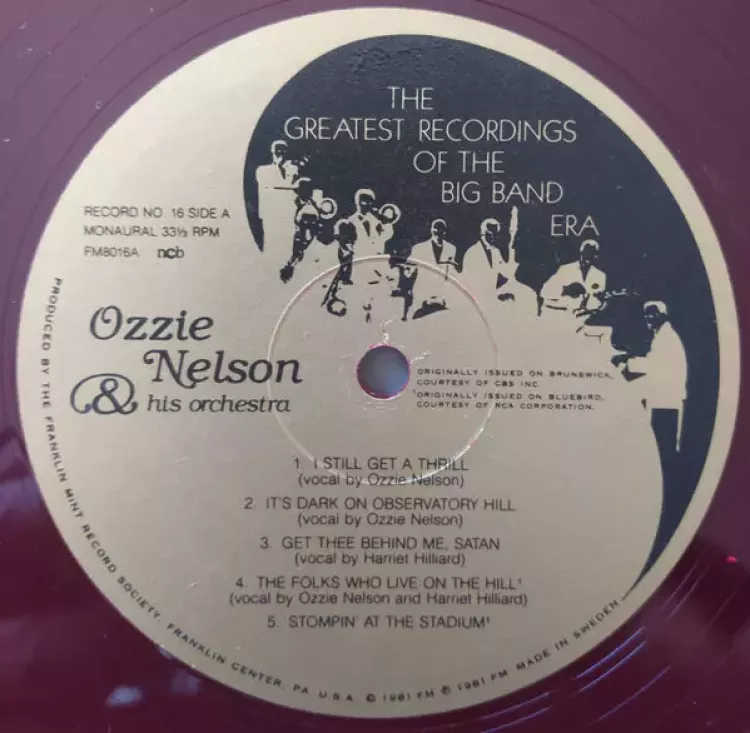 THE
GREATEST RECORDINGS
OF THE
BIG BAND
ERA
RECORD NO. 16 SIDE A
MONAURAL 33⅓ RPM
FM8016A ncb
Ozzie
Nelson
& his orchestra
ORIGINALLY ISSUED ON BRUNSWICK,
COURTESY OF CBS INC.
¹ORIGINALLY ISSUED ON BLUEBIRD,
COURTESY OF RCA CORPORATION.
1. I STILL GET A THRILL
(vocal by Ozzie Nelson)
2. IT'S DARK ON OBSERVATORY HILL
(vocal by Ozzie Nelson)
3. GET THEE BEHIND ME, SATAN
(vocal by Harriet Hilliard)
4. THE FOLKS WHO LIVE ON THE HILL¹
(vocal by Ozzie Nelson and Harriet Hilliard)
5. STOMPIN' AT THE STADIUM¹
PRODUCED BY THE FRANKLIN MINT RECORD SOCIETY, FRANKLIN CENTER, PA U.S.A. © 1981 FM ℗ 1981 FM MADE IN SWEDEN